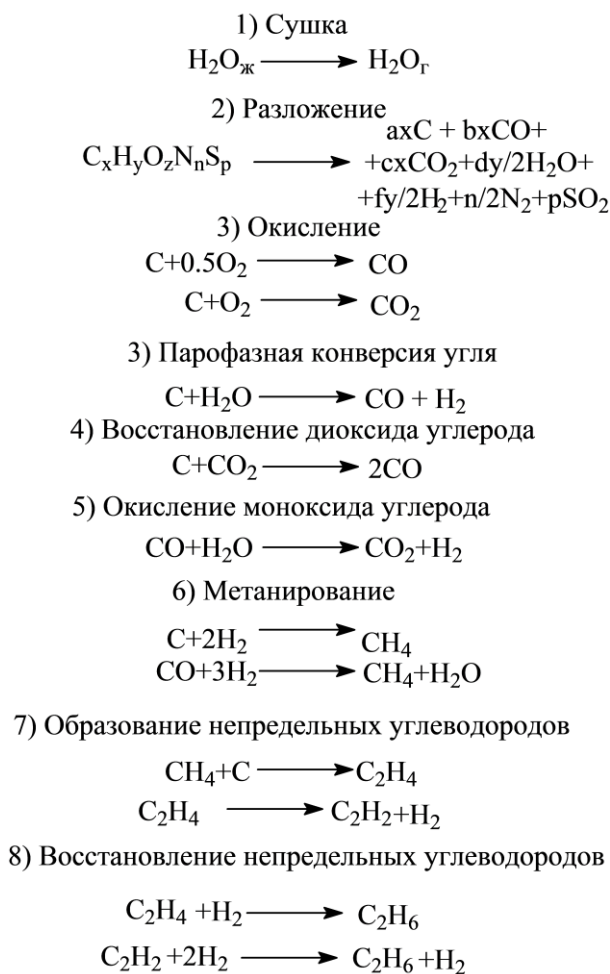 1) Сушка
H₂Oж ⟶ H₂Oг
2) Разложение
axC + bxCO+
CₓHᵧO_zNₙSₚ ⟶ +cxCO₂+dy/2H₂O+
+fy/2H₂+n/2N₂+pSO₂
3) Окисление
C+0.5O₂ ⟶ CO
C+O₂ ⟶ CO₂
3) Парофазная конверсия угля
C+H₂O ⟶ CO + H₂
4) Восстановление диоксида углерода
C+CO₂ ⟶ 2CO
5) Окисление моноксида углерода
CO+H₂O ⟶ CO₂+H₂
6) Метанирование
C+2H₂ ⟶ CH₄
CO+3H₂ ⟶ CH₄+H₂O
7) Образование непредельных углеводородов
CH₄+C ⟶ C₂H₄
C₂H₄ ⟶ C₂H₂+H₂
8) Восстановление непредельных углеводородов
C₂H₄ +H₂ ⟶ C₂H₆
C₂H₂ +2H₂ ⟶ C₂H₆ +H₂